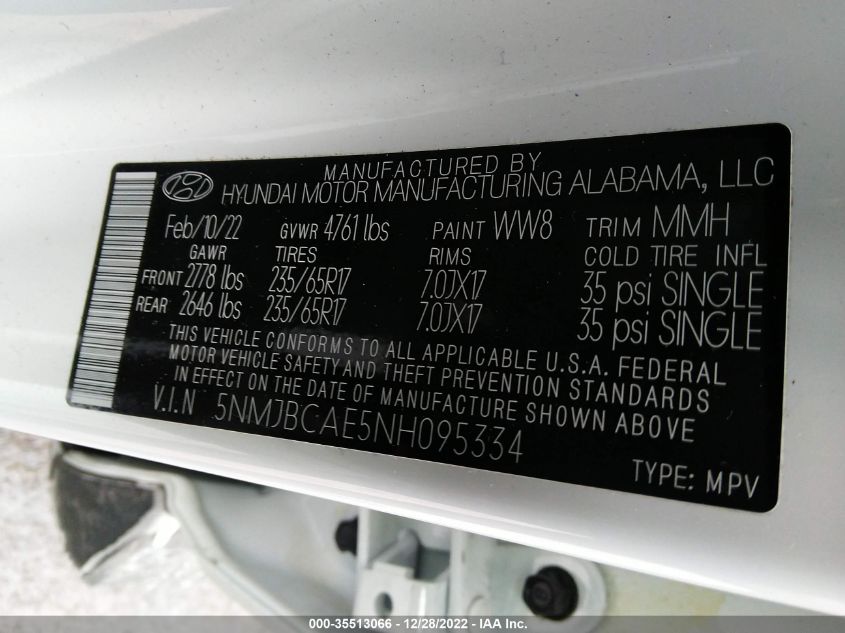 MANUFACTURED BY
HYUNDAI MOTOR MANUFACTURING ALABAMA, LLC
Feb/10/22 GVWR 4761 lbs PAINT WW8 TRIM MMH
GAWR TIRES RIMS COLD TIRE INFL
FRONT 2778 lbs 235/65R17 7.0JX17 35 psi SINGLE
REAR 2646 lbs 235/65R17 7.0JX17 35 psi SINGLE
THIS VEHICLE CONFORMS TO ALL APPLICABLE U.S.A. FEDERAL
MOTOR VEHICLE SAFETY AND THEFT PREVENTION STANDARDS
IN EFFECT ON THE DATE OF MANUFACTURE SHOWN ABOVE
V.I.N 5NMJBCAE5NH095334
TYPE: MPV
000-35513066 - 12/28/2022 - IAA Inc.